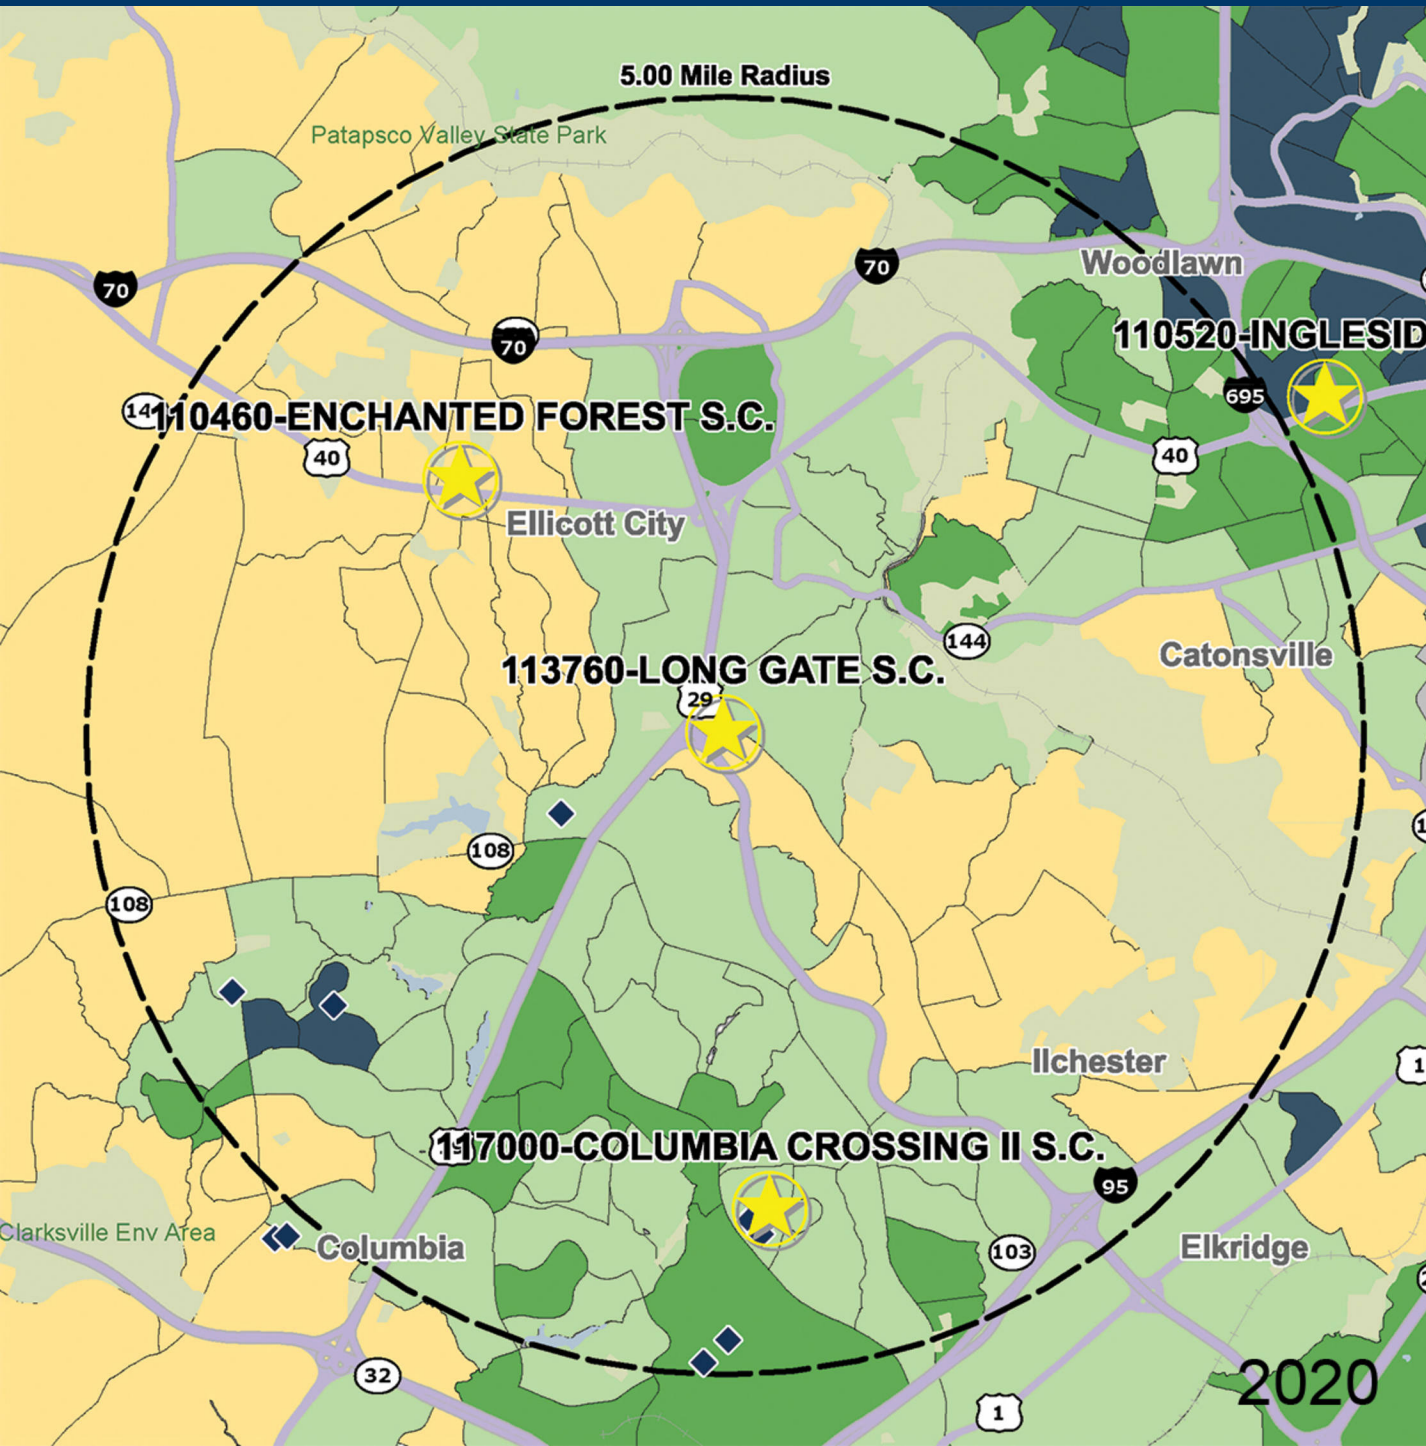 5.00 Mile Radius
Patapsco Valley State Park
Woodlawn
70
70
70
110520-INGLESID
695
14
110460-ENCHANTED FOREST S.C.
40
40
Ellicott City
144
Catonsville
113760-LONG GATE S.C.
29
108
108
Ilchester
1
117000-COLUMBIA CROSSING II S.C.
95
Clarksville Env Area
Columbia
103
Elkridge
32
2020
1